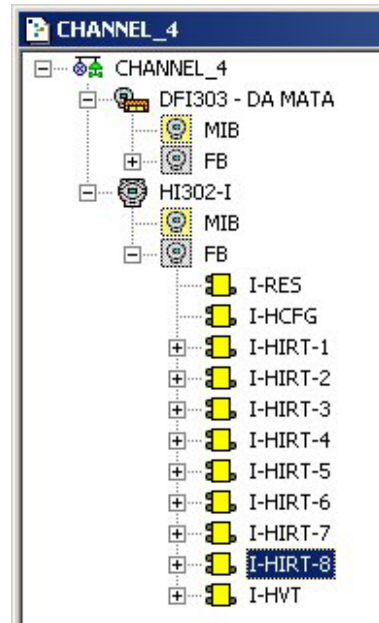 CHANNEL_4
CHANNEL_4
DFI303 - DA MATA
MIB
FB
HI302-I
MIB
FB
I-RES
I-HCFG
I-HIRT-1
I-HIRT-2
I-HIRT-3
I-HIRT-4
I-HIRT-5
I-HIRT-6
I-HIRT-7
I-HIRT-8
I-HVT